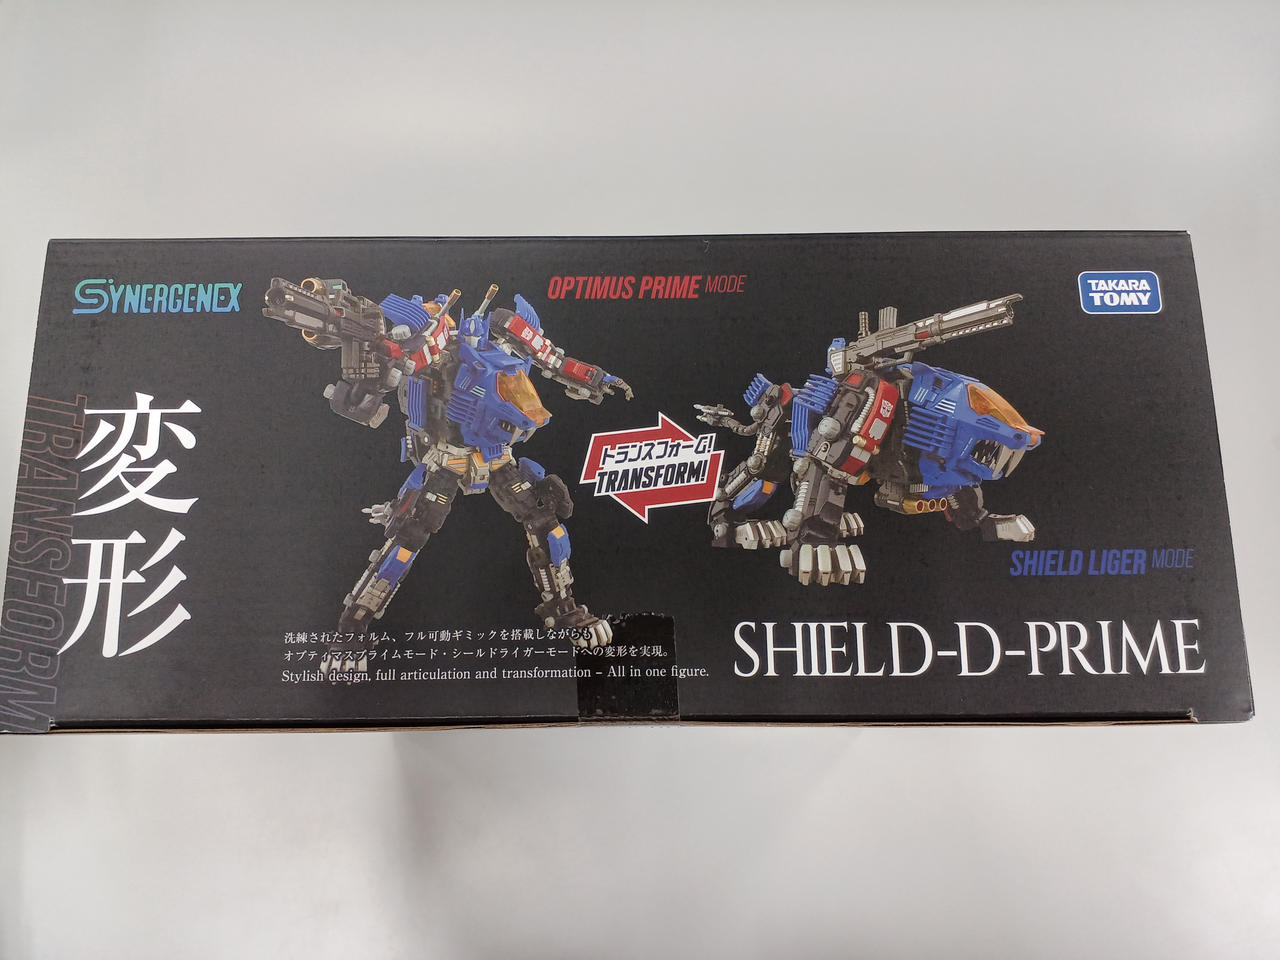 SYNERGENEX
OPTIMUS PRIME MODE
TAKARA
TOMY
変形
TRANSFORM
トランスフォーム!
TRANSFORM!
SHIELD LIGER MODE
洗練されたフォルム、フル可動ギミックを搭載しながらも
オプティマスプライムモード・シールドライガーモードへの変形を実現。
Stylish design, full articulation and transformation – All in one figure.
SHIELD-D-PRIME